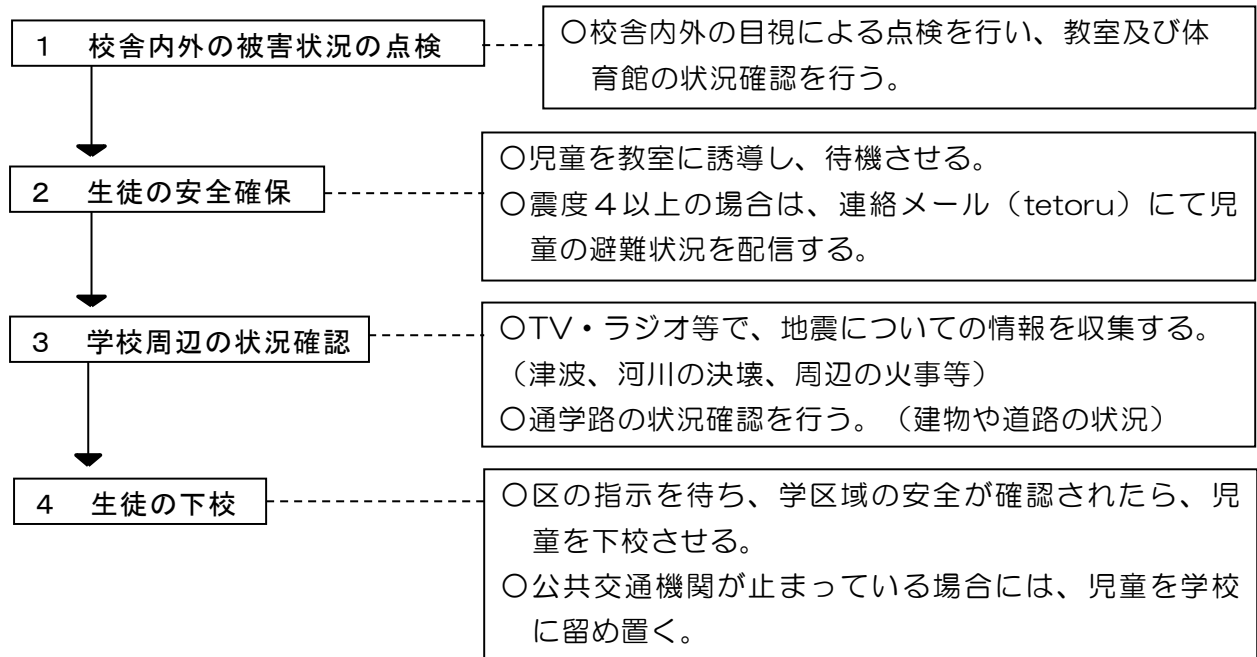 １　校舎内外の被害状況の点検
〇校舎内外の目視による点検を行い、教室及び体
育館の状況確認を行う。
２　生徒の安全確保
〇児童を教室に誘導し、待機させる。
〇震度４以上の場合は、連絡メール（tetoru）にて児
童の避難状況を配信する。
３　学校周辺の状況確認
〇TV・ラジオ等で、地震についての情報を収集する。
（津波、河川の決壊、周辺の火事等）
〇通学路の状況確認を行う。（建物や道路の状況）
４　生徒の下校
〇区の指示を待ち、学区域の安全が確認されたら、児
童を下校させる。
〇公共交通機関が止まっている場合には、児童を学校
に留め置く。